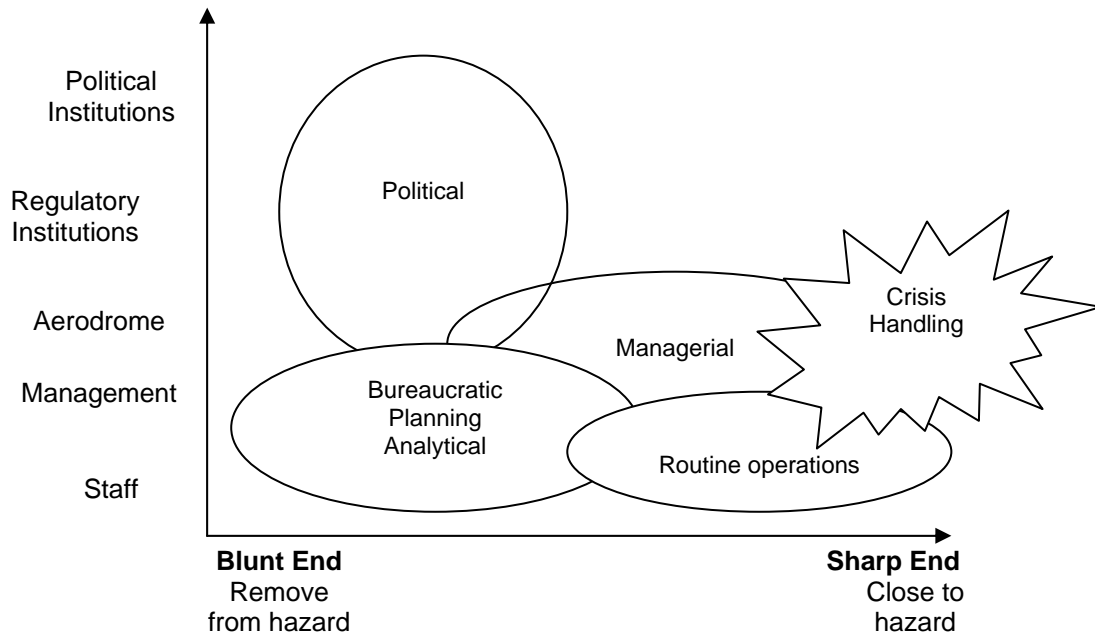 Political
Institutions
Regulatory
Institutions
Aerodrome
Management
Staff
Political
Managerial
Crisis
Handling
Bureaucratic
Planning
Analytical
Routine operations
Blunt End
Remove
from hazard
Sharp End
Close to
hazard